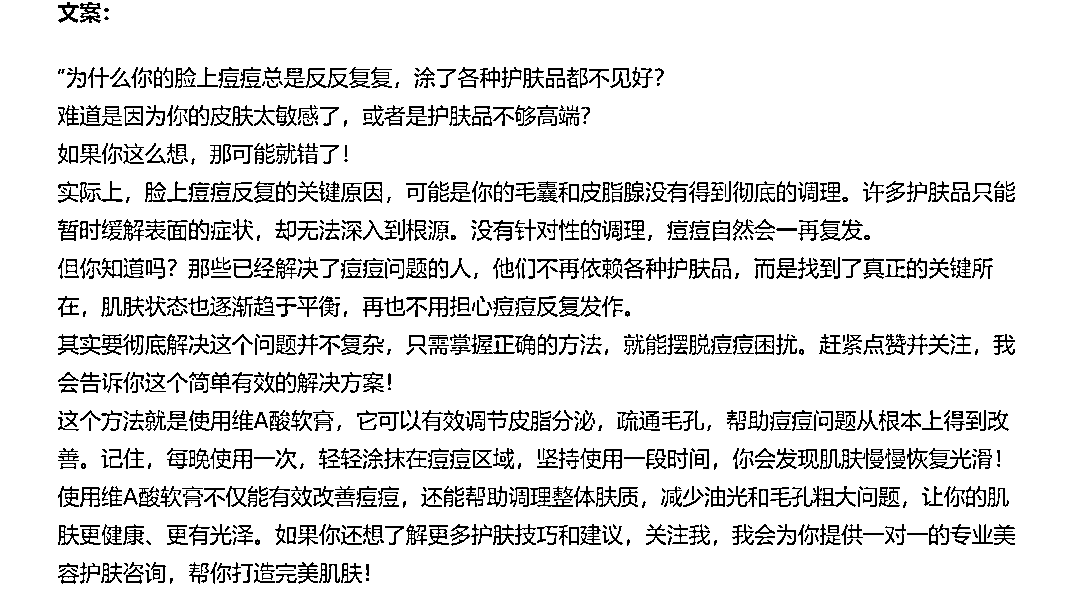 文案：
"为什么你的脸上痘痘总是反反复复，涂了各种护肤品都不见好？
难道是因为你的皮肤太敏感了，或者是护肤品不够高端？
如果你这么想，那可能就错了！
实际上，脸上痘痘反复的关键原因，可能是你的毛囊和皮脂腺没有得到彻底的调理。许多护肤品只能
暂时缓解表面的症状，却无法深入到根源。没有针对性的调理，痘痘自然会一再复发。
但你知道吗？那些已经解决了痘痘问题的人，他们不再依赖各种护肤品，而是找到了真正的关键所
在，肌肤状态也逐渐趋于平衡，再也不用担心痘痘反复发作。
其实要彻底解决这个问题并不复杂，只需掌握正确的方法，就能摆脱痘痘困扰。赶紧点赞并关注，我
会告诉你这个简单有效的解决方案！
这个方法就是使用维A酸软膏，它可以有效调节皮脂分泌，疏通毛孔，帮助痘痘问题从根本上得到改
善。记住，每晚使用一次，轻轻涂抹在痘痘区域，坚持使用一段时间，你会发现肌肤慢慢恢复光滑！
使用维A酸软膏不仅能有效改善痘痘，还能帮助调理整体肤质，减少油光和毛孔粗大问题，让你的肌
肤更健康、更有光泽。如果你还想了解更多护肤技巧和建议，关注我，我会为你提供一对一的专业美
容护肤咨询，帮你打造完美肌肤！